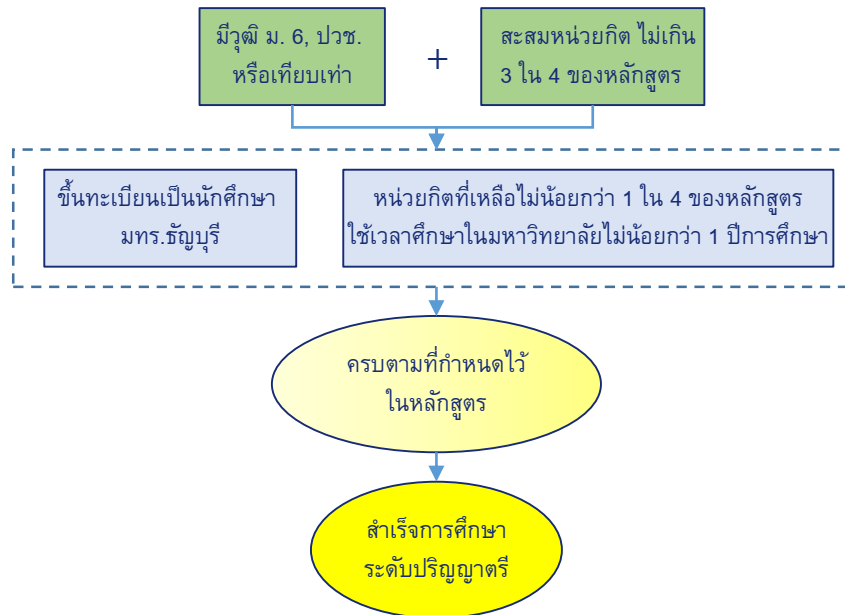 มีวุฒิ ม. 6, ปวช.
หรือเทียบเท่า
+
สะสมหน่วยกิต ไม่เกิน
3 ใน 4 ของหลักสูตร
ขึ้นทะเบียนเป็นนักศึกษา
มทร.ธัญบุรี
หน่วยกิตที่เหลือไม่น้อยกว่า 1 ใน 4 ของหลักสูตร
ใช้เวลาศึกษาในมหาวิทยาลัยไม่น้อยกว่า 1 ปีการศึกษา
ครบตามที่กำหนดไว้
ในหลักสูตร
สำเร็จการศึกษา
ระดับปริญญาตรี